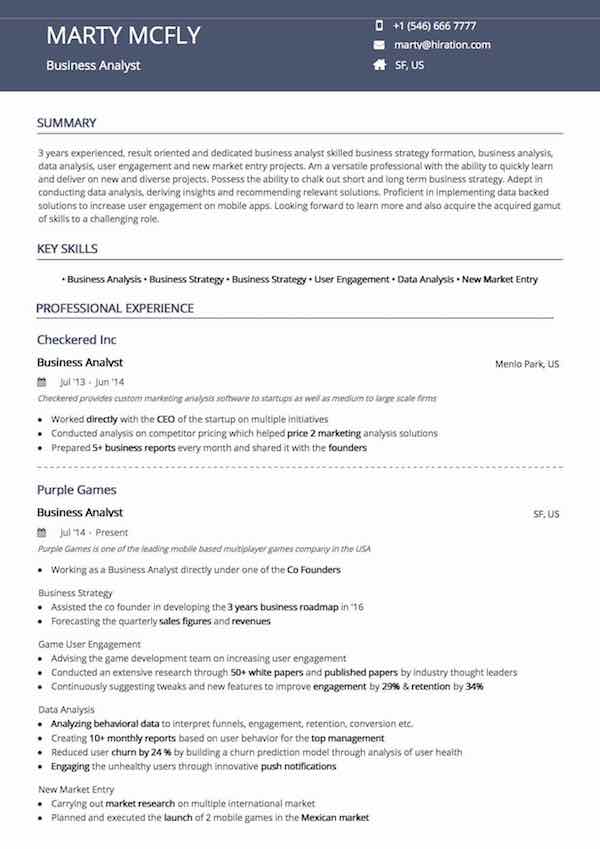 MARTY MCFLY
Business Analyst
+1 (546) 666 7777
marty@hiration.com
SF, US
SUMMARY
3 years experienced, result oriented and dedicated business analyst skilled business strategy formation, business analysis,
data analysis, user engagement and new market entry projects. Am a versatile professional with the ability to quickly learn
and deliver on new and diverse projects. Possess the ability to chalk out short and long term business strategy. Adept in
conducting data analysis, deriving insights and recommending relevant solutions. Proficient in implementing data backed
solutions to increase user engagement on mobile apps. Looking forward to learn more and also acquire the acquired gamut
of skills to a challenging role.
KEY SKILLS
• Business Analysis • Business Strategy • Business Strategy • User Engagement • Data Analysis • New Market Entry
PROFESSIONAL EXPERIENCE
Checkered Inc
Business Analyst
Menlo Park, US
Jul '13 - Jun '14
Checkered provides custom marketing analysis software to startups as well as medium to large scale firms
• Worked directly with the CEO of the startup on multiple initiatives
• Conducted analysis on competitor pricing which helped price 2 marketing analysis solutions
• Prepared 5+ business reports every month and shared it with the founders
Purple Games
Business Analyst
SF, US
Jul '14 - Present
Purple Games is one of the leading mobile based multiplayer games company in the USA
• Working as a Business Analyst directly under one of the Co Founders
Business Strategy
• Assisted the co founder in developing the 3 years business roadmap in '16
• Forecasting the quarterly sales figures and revenues
Game User Engagement
• Advising the game development team on increasing user engagement
• Conducted an extensive research through 50+ white papers and published papers by industry thought leaders
• Continuously suggesting tweaks and new features to improve engagement by 29% & retention by 34%
Data Analysis
• Analyzing behavioral data to interpret funnels, engagement, retention, conversion etc.
• Creating 10+ monthly reports based on user behavior for the top management
• Reduced user churn by 24 % by building a churn prediction model through analysis of user health
• Engaging the unhealthy users through innovative push notifications
New Market Entry
• Carrying out market research on multiple international market
• Planned and executed the launch of 2 mobile games in the Mexican market